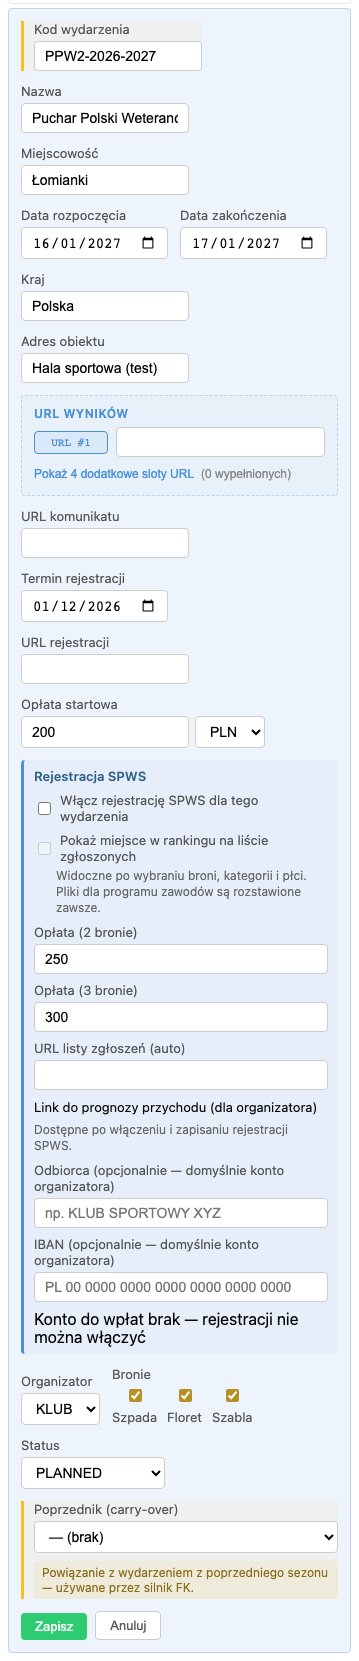 Kod wydarzenia
PPW2-2026-2027
Nazwa
Puchar Polski Weteranó
Miejscowość
Łomianki
Data rozpoczęcia
Data zakończenia
16/01/2027
17/01/2027
Kraj
Polska
Adres obiektu
Hala sportowa (test)
URL WYNIKÓW
URL #1
Pokaż 4 dodatkowe sloty URL (0 wypełnionych)
URL komunikatu
Termin rejestracji
01/12/2026
URL rejestracji
Opłata startowa
200
PLN
Rejestracja SPWS
Włącz rejestrację SPWS dla tego
wydarzenia
Pokaż miejsce w rankingu na liście
zgłoszonych
Widoczne po wybraniu broni, kategorii i płci.
Pliki dla programu zawodów są rozstawione
zawsze.
Opłata (2 bronie)
250
Opłata (3 bronie)
300
URL listy zgłoszeń (auto)
Link do prognozy przychodu (dla organizatora)
Dostępne po włączeniu i zapisaniu rejestracji
SPWS.
Odbiorca (opcjonalnie — domyślnie konto
organizatora)
np. KLUB SPORTOWY XYZ
IBAN (opcjonalnie — domyślnie konto
organizatora)
PL 00 0000 0000 0000 0000 0000 0000
Konto do wpłat brak — rejestracji nie
można włączyć
Organizator
Bronie
KLUB
Szpada
Floret
Szabla
Status
PLANNED
Poprzednik (carry-over)
— (brak)
Powiązanie z wydarzeniem z poprzedniego sezonu
— używane przez silnik FK.
Zapisz
Anuluj